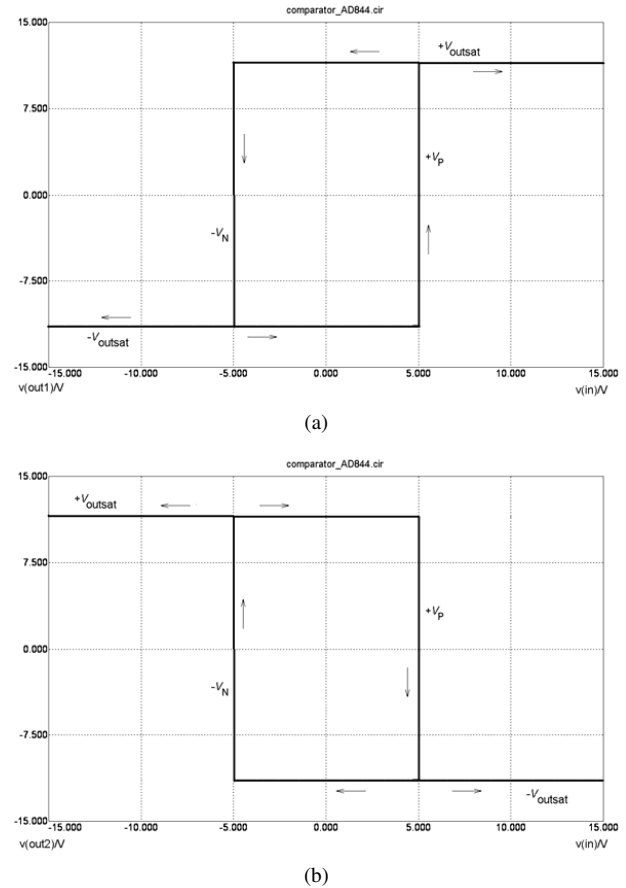 comparator_AD844.cir
15.000
+Voutsat
7.500
+VP
0.000
-VN
-7.500
-Voutsat
-15.000
-15.000 -10.000 -5.000 0.000 5.000 10.000 15.000
v(out1)/V v(in)/V
(a)
comparator_AD844.cir
15.000
+Voutsat
7.500
+VP
0.000
-VN
-7.500
-Voutsat
-15.000
-15.000 -10.000 -5.000 0.000 5.000 10.000 15.000
v(out2)/V v(in)/V
(b)